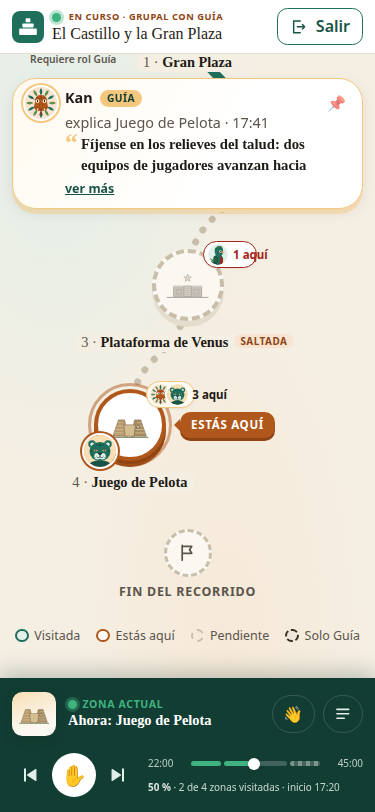 EN CURSO · GRUPAL CON GUÍA
El Castillo y la Gran Plaza
Salir
Requiere rol Guía
1 · Gran Plaza
Kan GUÍA
explica Juego de Pelota · 17:41
“ Fíjense en los relieves del talud: dos
equipos de jugadores avanzan hacia
ver más
1 aquí
3 · Plataforma de Venus SALTADA
3 aquí
ESTÁS AQUÍ
4 · Juego de Pelota
FIN DEL RECORRIDO
Visitada Estás aquí Pendiente Solo Guía
ZONA ACTUAL
Ahora: Juego de Pelota
22:00 45:00
50 % · 2 de 4 zonas visitadas · inicio 17:20